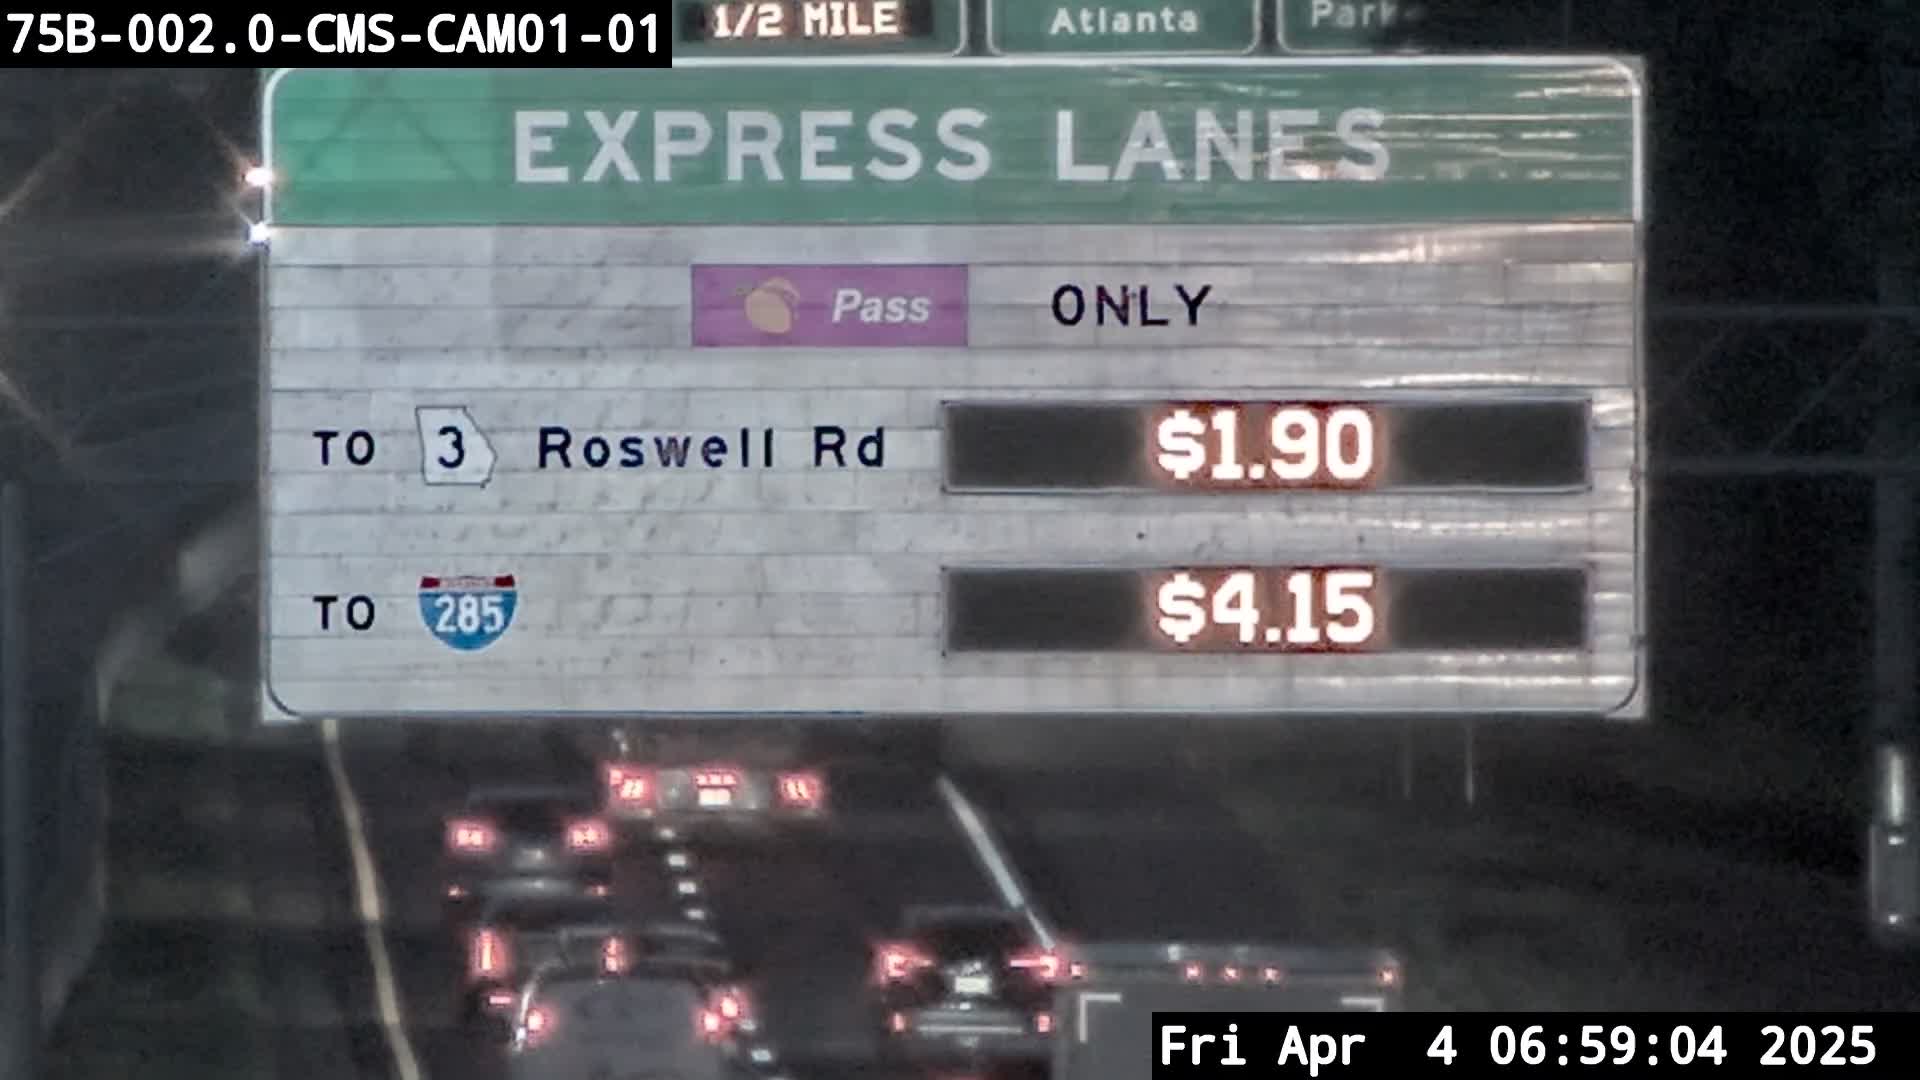 75B-002.0-CMS-CAM01-01
1/2 MILE
Atlanta
Park
EXPRESS LANES
Pass ONLY
TO 3 Roswell Rd $1.90
TO 285 $4.15
Fri Apr 4 06:59:04 2025